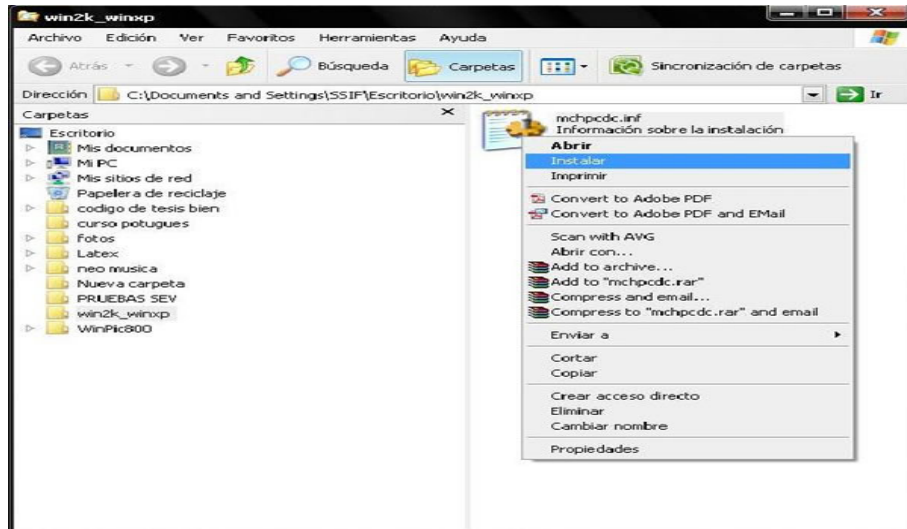 win2k_winxp
Archivo Edición Ver Favoritos Herramientas Ayuda
Atrás Búsqueda Carpetas Sincronización de carpetas
Dirección C:\Documents and Settings\SSIF\Escritorio\win2k_winxp Ir
Carpetas
Escritorio
Mis documentos
Mi PC
Mis sitios de red
Papelera de reciclaje
codigo de tesis bien
curso potugues
fotos
Latex
neo musica
Nueva carpeta
PRUEBAS SEV
win2k_winxp
WinPic800
mchpcdc.inf
Información sobre la instalación
Abrir
Instalar
Imprimir
Convert to Adobe PDF
Convert to Adobe PDF and EMail
Scan with AVG
Abrir con...
Add to archive...
Add to "mchpcdc.rar"
Compress and email...
Compress to "mchpcdc.rar" and email
Enviar a
Cortar
Copiar
Crear acceso directo
Eliminar
Cambiar nombre
Propiedades